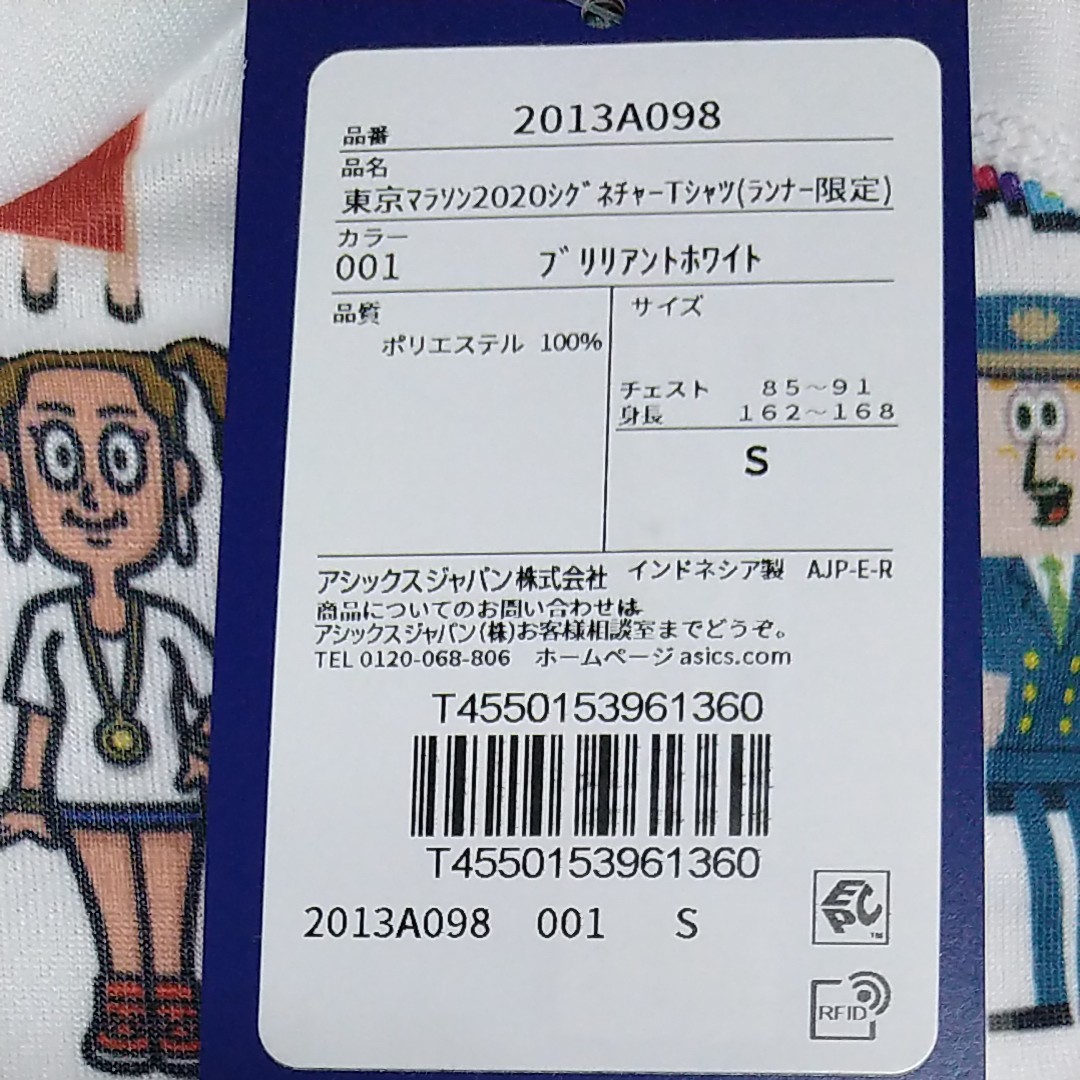 品番 2013A098
品名
東京マラソン2020シグネチャーTシャツ(ランナー限定)
カラー
001 ブリリアントホワイト
品質
ポリエステル 100%
サイズ
チェスト 85～91
身長 162～168
S
アシックスジャパン株式会社 インドネシア製 AJP-E-R
商品についてのお問い合わせは
アシックスジャパン(株)お客様相談室までどうぞ。
TEL 0120-068-806 ホームページ asics.com
T4550153961360
T4550153961360
2013A098 001 S
EPC™
RFID